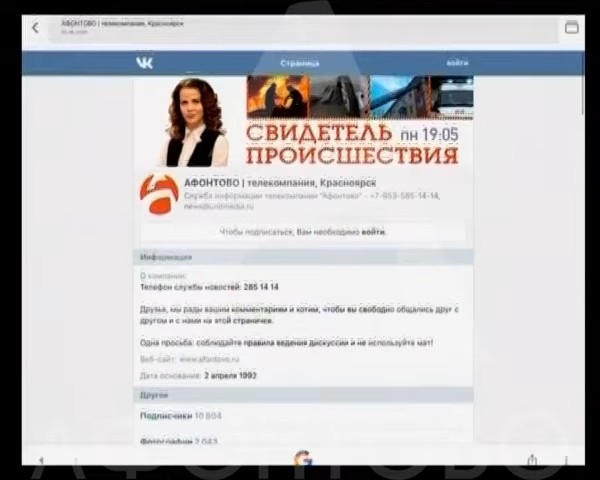 АФОНТОВО | телекомпания, Красноярск
Страница
войти
СВИДЕТЕЛЬ пн 19:05
ПРОИСШЕСТВИЯ
АФОНТОВО | телекомпания, Красноярск
Служба информации телекомпании "Афонтово" - +7-953-585-14-14,
Чтобы подписаться, Вам необходимо войти.
Информация
О компании:
Телефон службы новостей: 285 14 14
Друзья, мы рады вашим комментариям и хотим, чтобы вы свободно общались друг с
другом и с нами на этой страничке.
Одна просьба: соблюдайте правила ведения дискуссии и не используйте мат!
Веб-сайт: www.afontovo.ru
Дата основания: 2 апреля 1992
Другое
Подписчики 10 804
Фотографии 2 043
АФОНТОВО